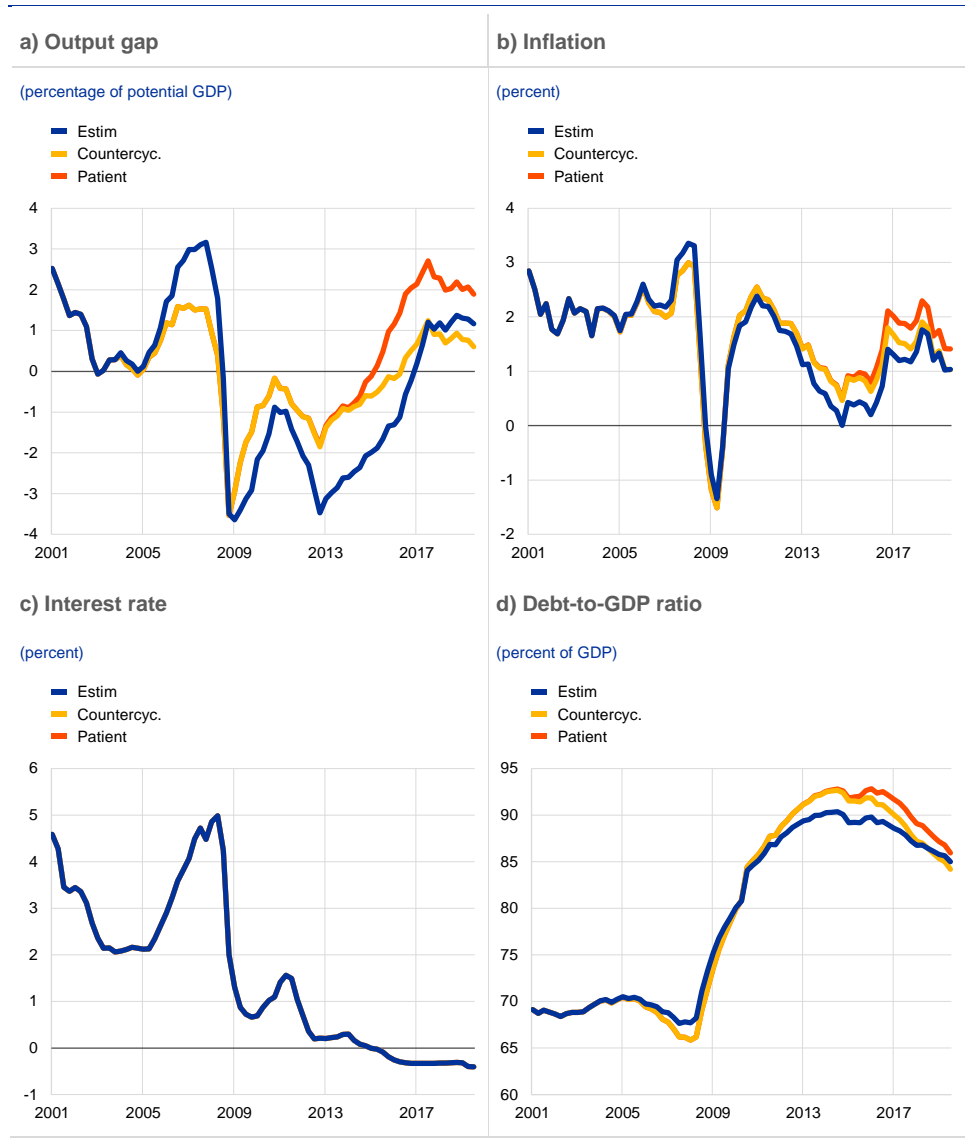 a) Output gap
(percentage of potential GDP)
Estim
Countercyc.
Patient
4
3
2
1
0
-1
-2
-3
-4
2001 2005 2009 2013 2017
b) Inflation
(percent)
Estim
Countercyc.
Patient
4
3
2
1
0
-1
-2
2001 2005 2009 2013 2017
c) Interest rate
(percent)
Estim
Countercyc.
Patient
6
5
4
3
2
1
0
-1
2001 2005 2009 2013 2017
d) Debt-to-GDP ratio
(percent of GDP)
Estim
Countercyc.
Patient
95
90
85
80
75
70
65
60
2001 2005 2009 2013 2017